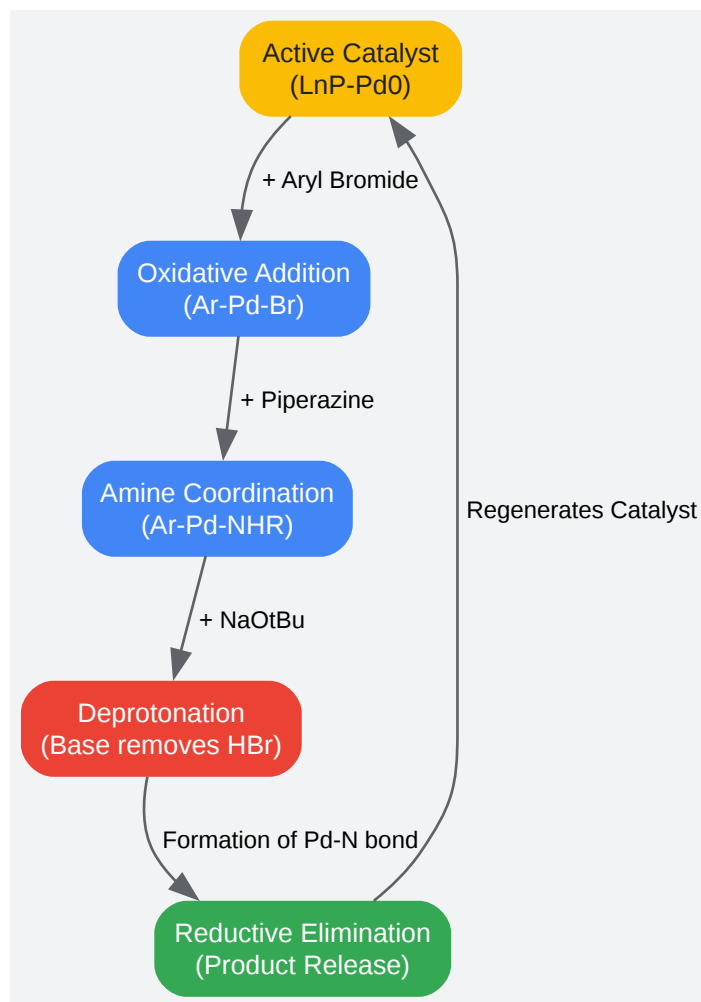 Active Catalyst
(LnP-Pd0)
+ Aryl Bromide
Oxidative Addition
(Ar-Pd-Br)
+ Piperazine
Amine Coordination
(Ar-Pd-NHR)
Regenerates Catalyst
+ NaOtBu
Deprotonation
(Base removes HBr)
Formation of Pd-N bond
Reductive Elimination
(Product Release)